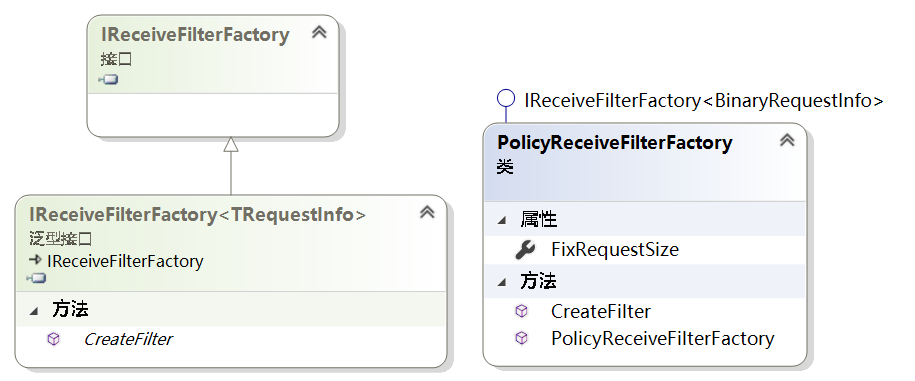 IReceiveFilterFactory
接口
IReceiveFilterFactory<TRequestInfo>
泛型接口
IReceiveFilterFactory
方法
CreateFilter
IReceiveFilterFactory<BinaryRequestInfo>
PolicyReceiveFilterFactory
类
属性
FixRequestSize
方法
CreateFilter
PolicyReceiveFilterFactory